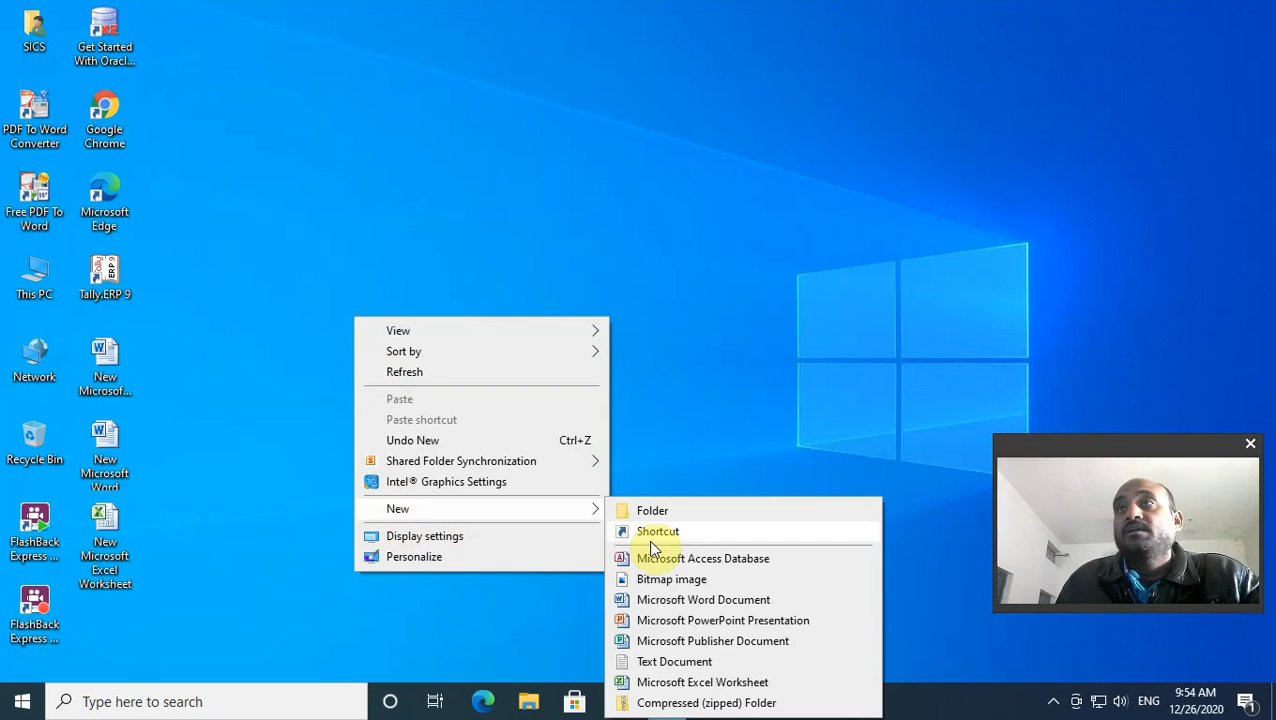 SICS
Get Started
With Oracl...
PDF To Word
Converter
Google
Chrome
Free PDF To
Word
Microsoft
Edge
This PC
Tally.ERP 9
Network
New
Microsof...
Recycle Bin
New
Microsoft
Word
FlashBack
Express ...
New
Microsoft
Excel
Worksheet
FlashBack
Express ...
View
Sort by
Refresh
Paste
Paste shortcut
Undo New Ctrl+Z
Shared Folder Synchronization
Intel® Graphics Settings
New
Display settings
Personalize
Folder
Shortcut
Microsoft Access Database
Bitmap image
Microsoft Word Document
Microsoft PowerPoint Presentation
Microsoft Publisher Document
Text Document
Microsoft Excel Worksheet
Compressed (zipped) Folder
Type here to search
ENG
9:54 AM
12/26/2020
1